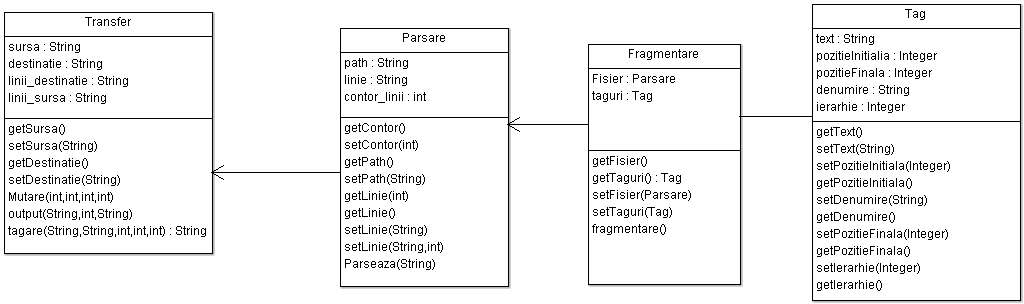 Transfer
sursa : String
destinatie : String
linii_destinatie : String
linii_sursa : String
getSursa()
setSursa(String)
getDestinatie()
setDestinatie(String)
Mutare(int,int,int,int)
output(String,int,String)
tagare(String,String,int,int,int) : String
Parsare
path : String
linie : String
contor_linii : int
getContor()
setContor(int)
getPath()
setPath(String)
getLinie(int)
getLinie()
setLinie(String)
setLinie(String,int)
Parseaza(String)
Fragmentare
Fisier : Parsare
taguri : Tag
getFisier()
getTaguri() : Tag
setFisier(Parsare)
setTaguri(Tag)
fragmentare()
Tag
text : String
pozitieInitialia : Integer
pozitieFinala : Integer
denumire : String
ierarhie : Integer
getText()
setText(String)
setPozitieInitiala(Integer)
getPozitieInitiala()
setDenumire(String)
getDenumire()
setPozitieFinala(Integer)
getPozitieFinala()
setIerarhie(Integer)
getIerarhie()